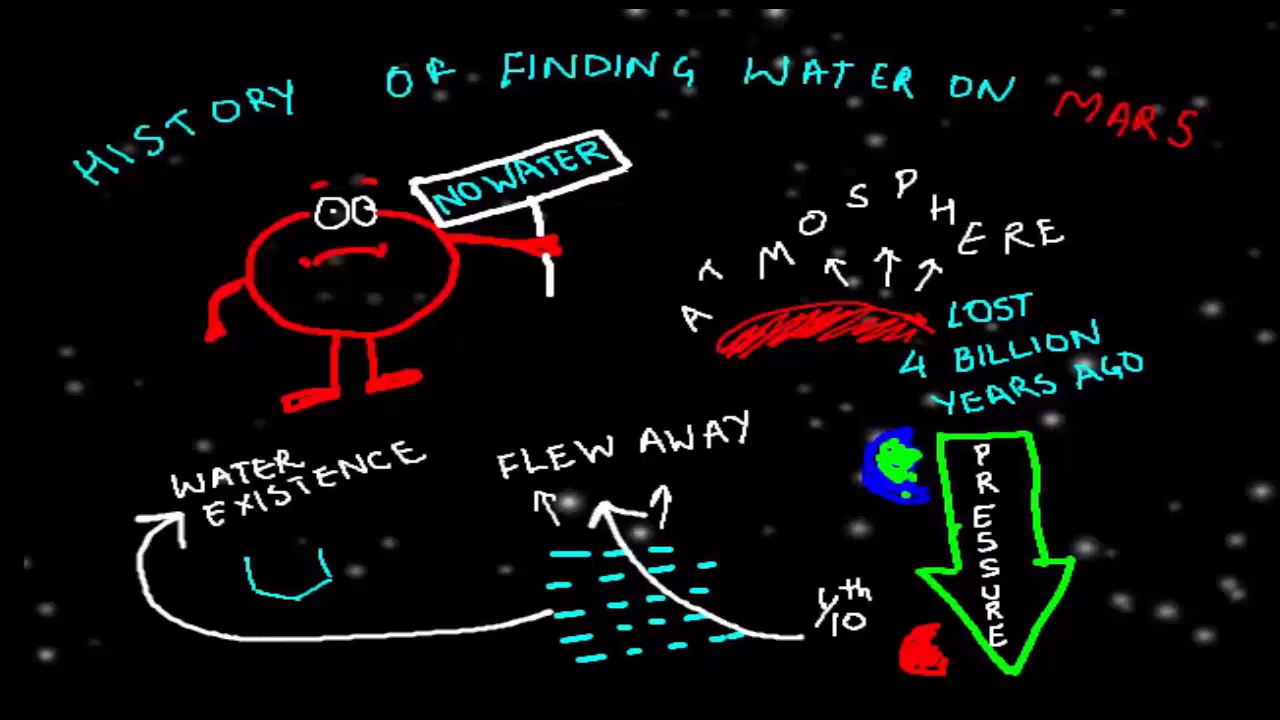 HISTORY OF FINDING WATER ON MARS
NO WATER
ATMOSPHERE
LOST
4 BILLION
YEARS AGO
WATER
EXISTENCE
FLEW AWAY
PRESSURE
1/10th